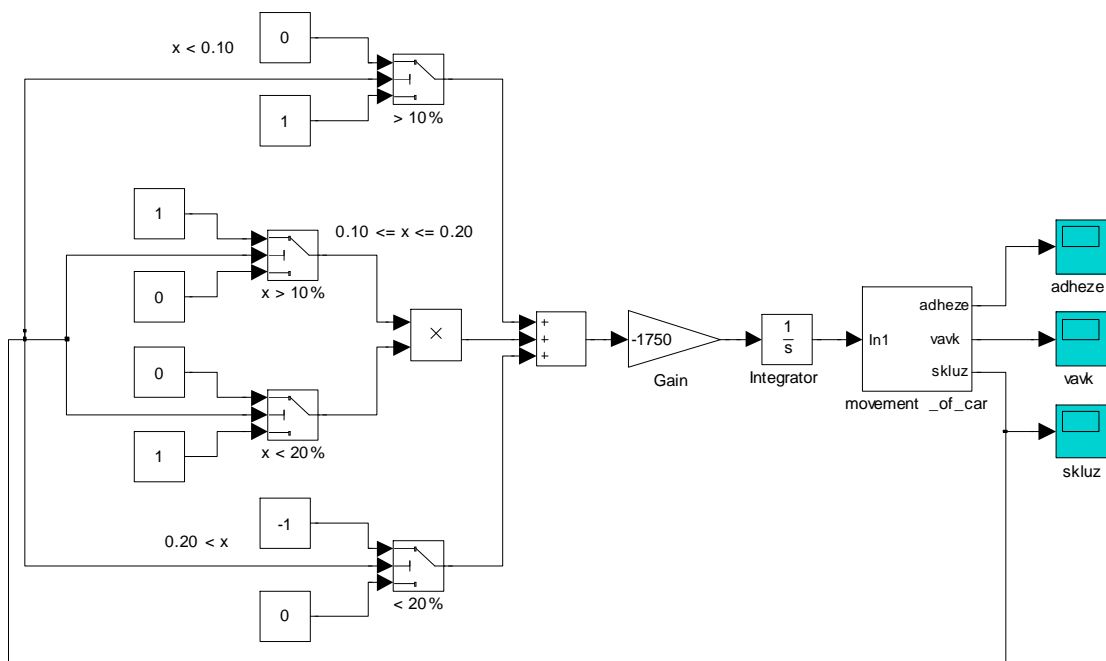 0
x < 0.10
1
> 10%
1
0.10 <= x <= 0.20
0
x > 10%
0
1
x < 20%
-1
0.20 < x
0
< 20%
×
+
+
+
-1750
Gain
1
s
Integrator
In1
adheze
vavk
skluz
movement _of_car
adheze
vavk
skluz